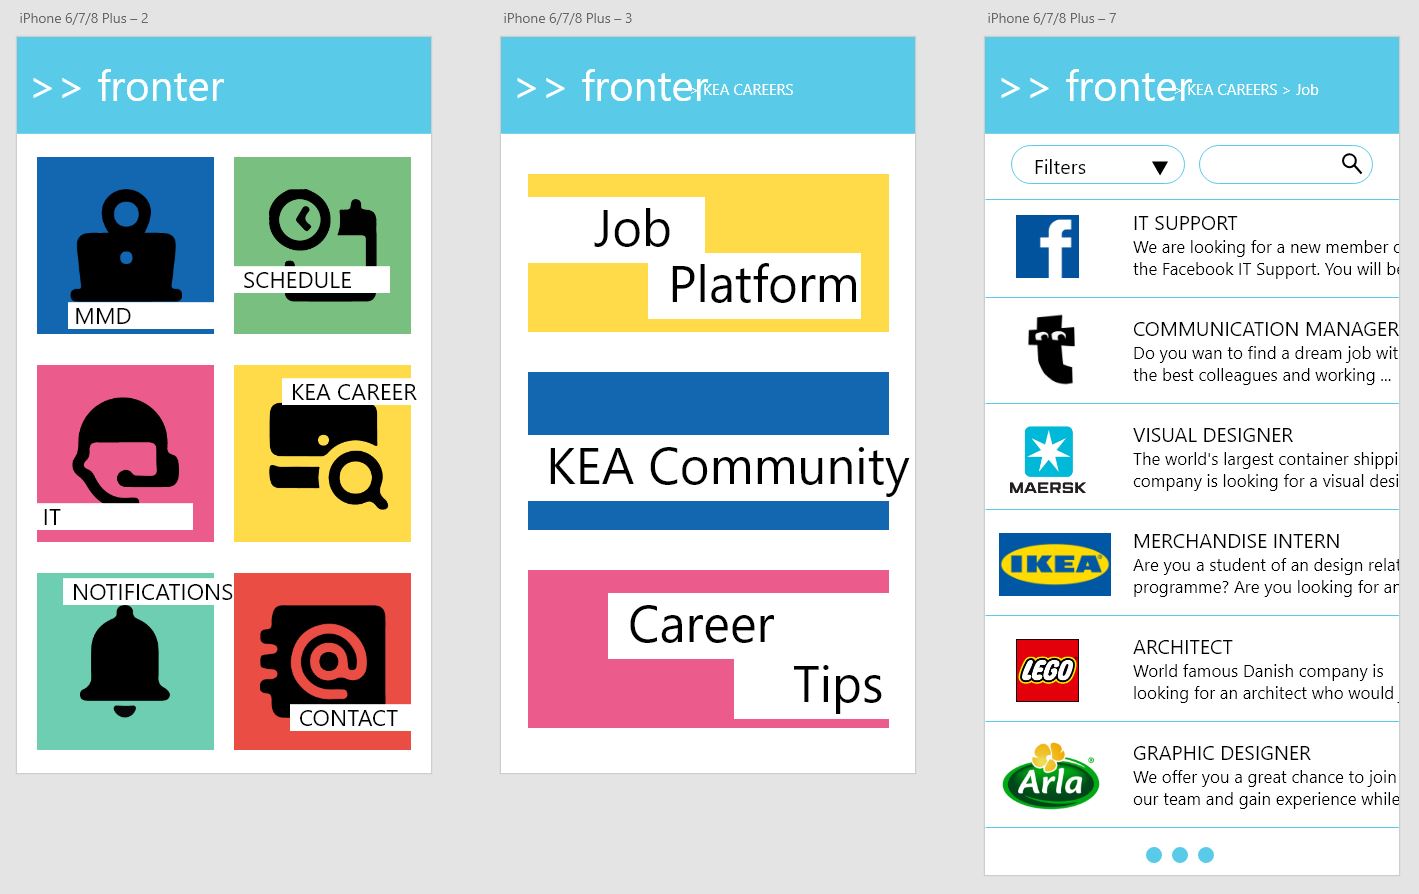 iPhone 6/7/8 Plus – 2
>> fronter
MMD
SCHEDULE
IT
KEA CAREER
NOTIFICATIONS
CONTACT
iPhone 6/7/8 Plus – 3
>> fronter
> KEA CAREERS
Job
Platform
KEA Community
Career
Tips
iPhone 6/7/8 Plus – 7
>> fronter
> KEA CAREERS > Job
Filters
f
IT SUPPORT
We are looking for a new member o
the Facebook IT Support. You will be
t
COMMUNICATION MANAGER
Do you wan to find a dream job wit
the best colleagues and working ...
MAERSK
VISUAL DESIGNER
The world's largest container shippi
company is looking for a visual desi
IKEA
MERCHANDISE INTERN
Are you a student of an design relat
programme? Are you looking for an
LEGO
ARCHITECT
World famous Danish company is
looking for an architect who would
Arla
GRAPHIC DESIGNER
We offer you a great chance to join
our team and gain experience while